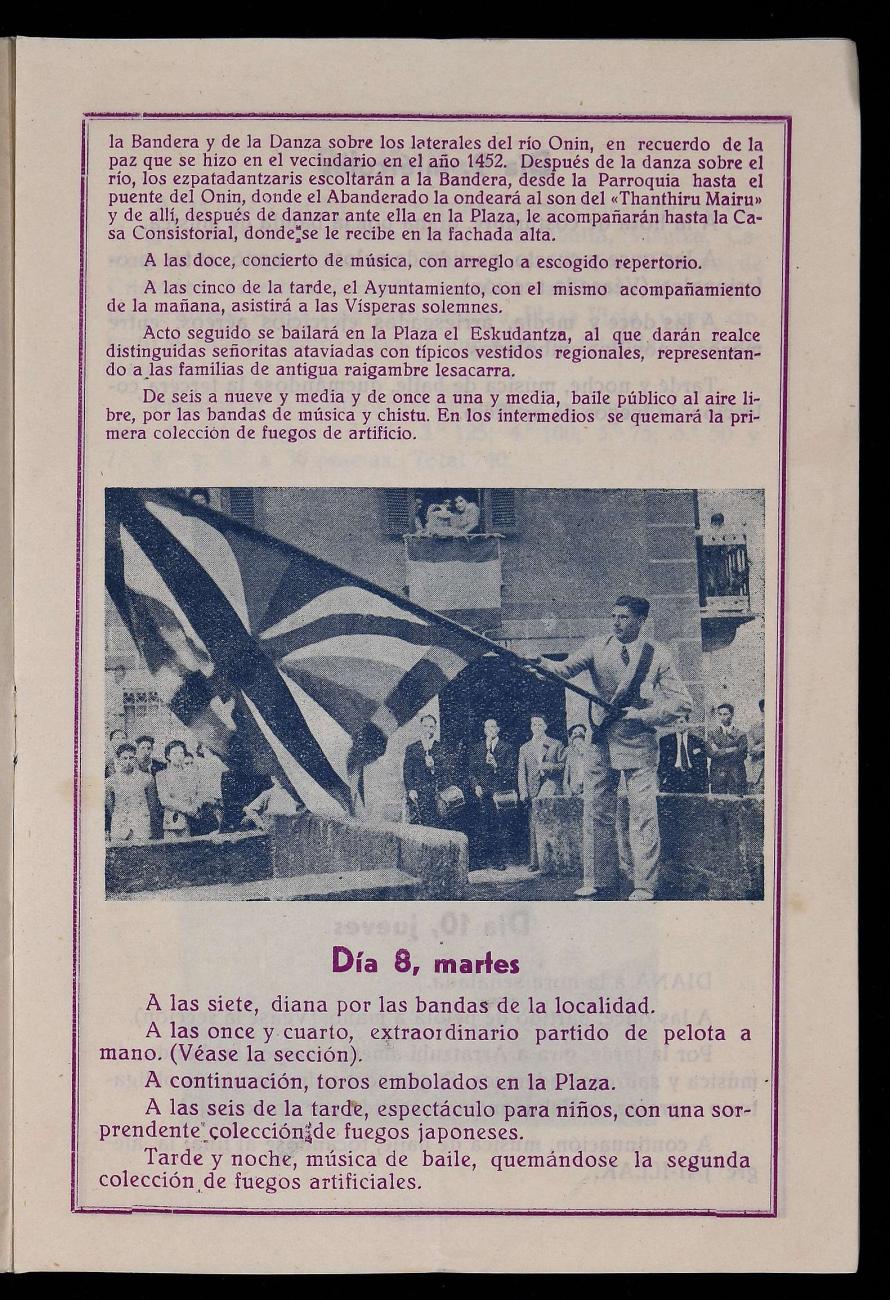 la Bandera y de la Danza sobre los laterales del río Onin, en recuerdo de la
paz que se hizo en el vecindario en el año 1452. Después de la danza sobre el
río, los ezpatadantzaris escoltarán a la Bandera, desde la Parroquia hasta el
puente del Onin, donde el Abanderado la ondeará al son del «Thanthiru Mairu»
y de allí, después de danzar ante ella en la Plaza, le acompañarán hasta la Ca-
sa Consistorial, donde se le recibe en la fachada alta.
A las doce, concierto de música, con arreglo a escogido repertorio.
A las cinco de la tarde, el Ayuntamiento, con el mismo acompañamiento
de la mañana, asistirá a las Vísperas solemnes.
Acto seguido se bailará en la Plaza el Eskudantza, al que darán realce
distinguidas señoritas ataviadas con típicos vestidos regionales, representan-
do a las familias de antigua raigambre lesacarra.
De seis a nueve y media y de once a una y media, baile público al aire li-
bre, por las bandas de música y chistu. En los intermedios se quemará la pri-
mera colección de fuegos de artificio.
Día 8, martes
A las siete, diana por las bandas de la localidad.
A las once y cuarto, extraordinario partido de pelota a
mano. (Véase la sección).
A continuación, toros embolados en la Plaza.
A las seis de la tarde, espectáculo para niños, con una sor-
prendente colección de fuegos japoneses.
Tarde y noche, música de baile, quemándose la segunda
colección de fuegos artificiales.